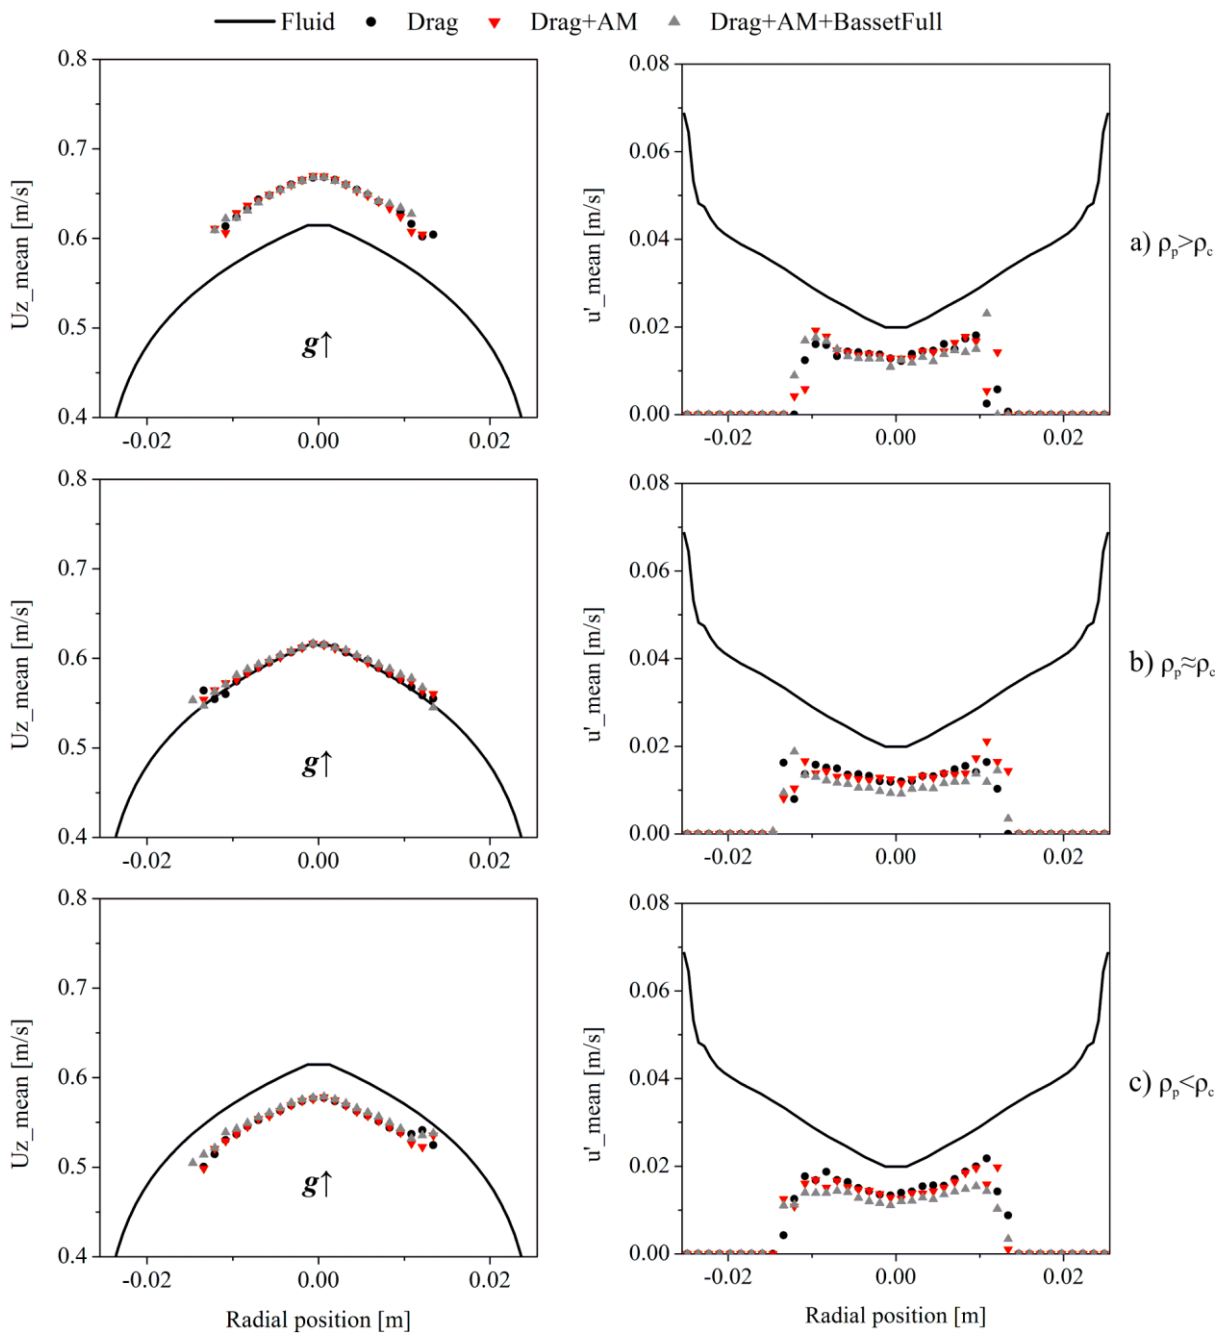 Fluid Drag Drag+AM Drag+AM+BassetFull
0.8
0.7
0.6
0.5
0.4
Uz_mean [m/s]
g↑
-0.02 0.00 0.02
0.08
0.06
0.04
0.02
0.00
u'_mean [m/s]
-0.02 0.00 0.02
a) ρₚ>ρ꜀
0.8
0.7
0.6
0.5
0.4
Uz_mean [m/s]
g↑
-0.02 0.00 0.02
0.08
0.06
0.04
0.02
0.00
u'_mean [m/s]
-0.02 0.00 0.02
b) ρₚ≈ρ꜀
0.8
0.7
0.6
0.5
0.4
Uz_mean [m/s]
g↑
-0.02 0.00 0.02
Radial position [m]
0.08
0.06
0.04
0.02
0.00
u'_mean [m/s]
-0.02 0.00 0.02
Radial position [m]
c) ρₚ<ρ꜀